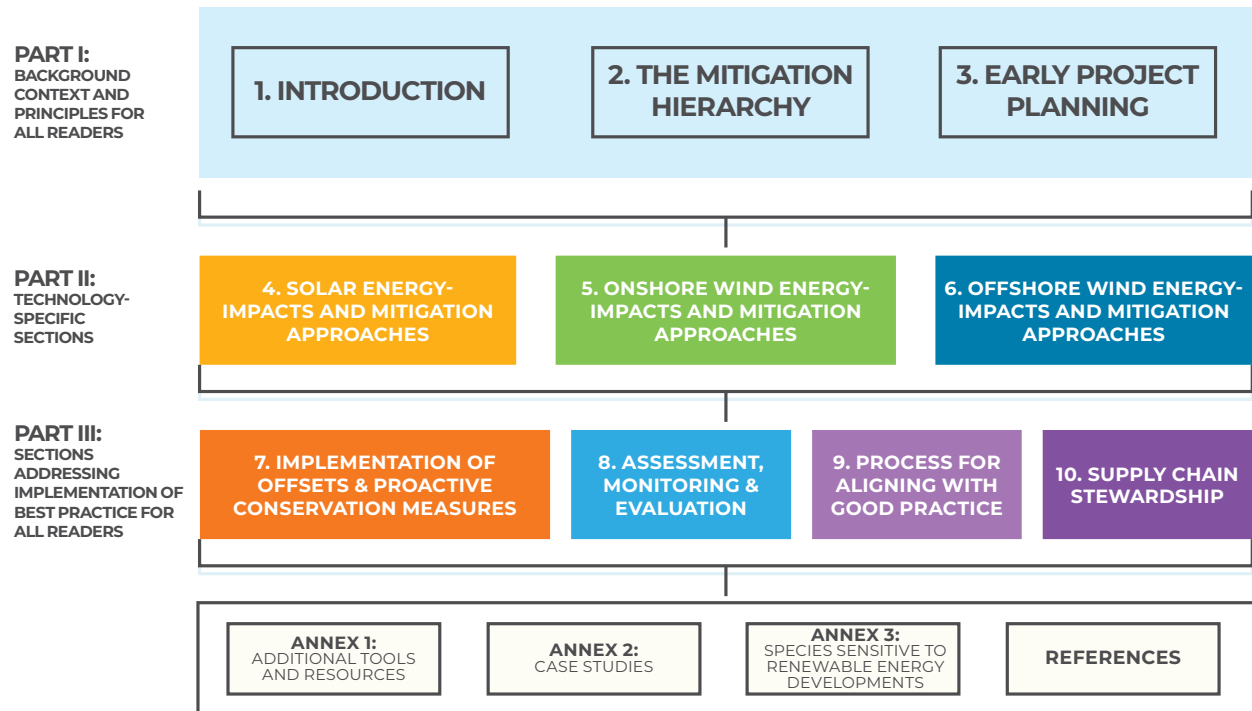 PART I:
BACKGROUND
CONTEXT AND
PRINCIPLES FOR
ALL READERS
1. INTRODUCTION
2. THE MITIGATION
HIERARCHY
3. EARLY PROJECT
PLANNING
PART II:
TECHNOLOGY-
SPECIFIC
SECTIONS
4. SOLAR ENERGY-
IMPACTS AND MITIGATION
APPROACHES
5. ONSHORE WIND ENERGY-
IMPACTS AND MITIGATION
APPROACHES
6. OFFSHORE WIND ENERGY-
IMPACTS AND MITIGATION
APPROACHES
PART III:
SECTIONS
ADDRESSING
IMPLEMENTATION OF
BEST PRACTICE FOR
ALL READERS
7. IMPLEMENTATION OF
OFFSETS & PROACTIVE
CONSERVATION MEASURES
8. ASSESSMENT,
MONITORING &
EVALUATION
9. PROCESS FOR
ALIGNING WITH
GOOD PRACTICE
10. SUPPLY CHAIN
STEWARDSHIP
ANNEX 1:
ADDITIONAL TOOLS
AND RESOURCES
ANNEX 2:
CASE STUDIES
ANNEX 3:
SPECIES SENSITIVE TO
RENEWABLE ENERGY
DEVELOPMENTS
REFERENCES